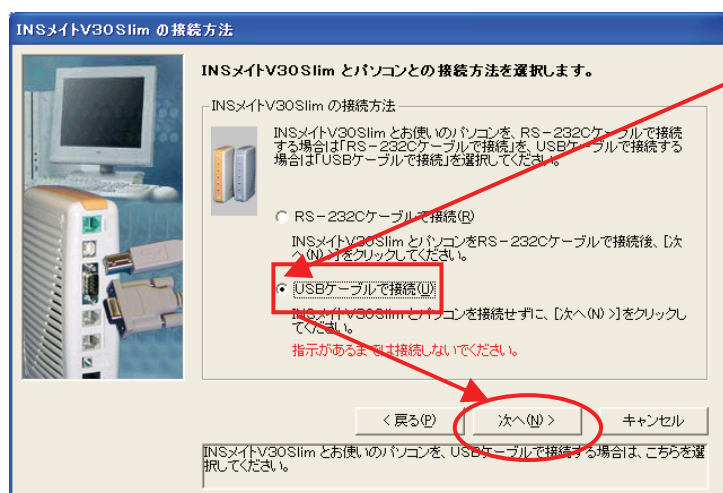 INSメイトV30Slim の接続方法
INSメイトV30Slim とパソコンとの接続方法を選択します。
INSメイトV30Slim の接続方法
INSメイトV30Slim とお使いのパソコンを、RS－232Cケーブルで接続
する場合は「RS－232Cケーブルで接続」を、USBケーブルで接続する
場合は「USBケーブルで接続」を選択してください。
RS－232Cケーブルで接続(R)
INSメイトV30Slim とパソコンをRS－232Cケーブルで接続後、［次
へ(N) >］をクリックしてください。
USBケーブルで接続(U)
INSメイトV30Slim とパソコンを接続せずに、［次へ(N) >］をクリックし
てください。
指示があるまでは接続しないでください。
< 戻る(P)
次へ(N) >
キャンセル
INSメイトV30Slim とお使いのパソコンを、USBケーブルで接続する場合は、こちらを選
択してください。